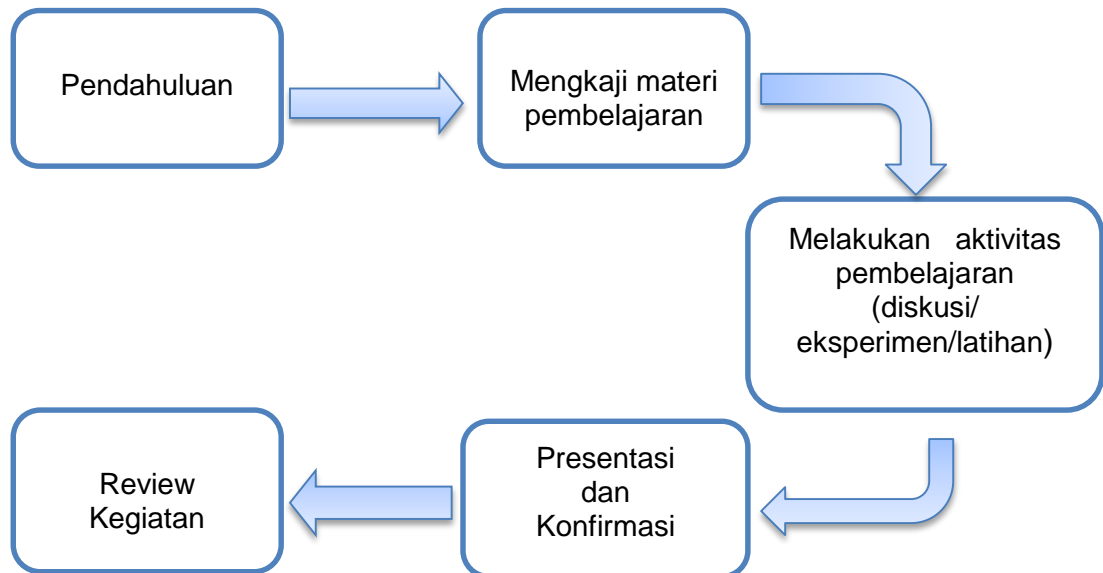 Pendahuluan
Mengkaji materi
pembelajaran
Melakukan aktivitas
pembelajaran
(diskusi/
eksperimen/latihan)
Presentasi
dan
Konfirmasi
Review
Kegiatan